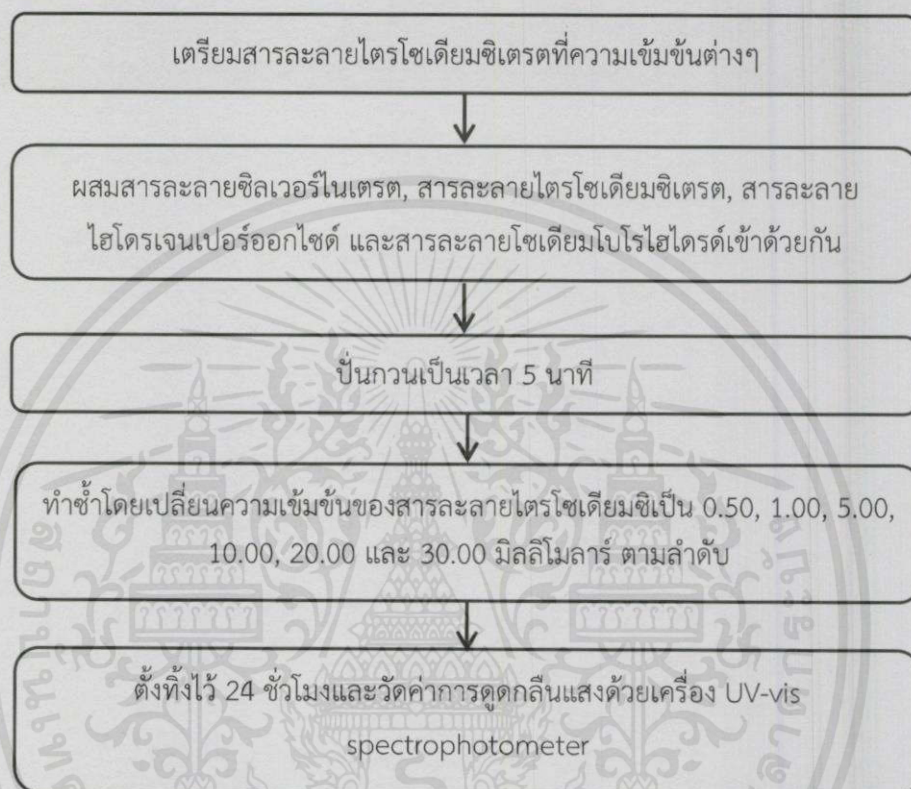 เตรียมสารละลายไตรโซเดียมซิเตรตที่ความเข้มข้นต่างๆ
ผสมสารละลายซิลเวอร์ไนเตรต, สารละลายไตรโซเดียมซิเตรต, สารละลาย
ไฮโดรเจนเปอร์ออกไซด์ และสารละลายโซเดียมโบโรไฮไดรด์เข้าด้วยกัน
ปั่นกวนเป็นเวลา 5 นาที
ทำซ้ำโดยเปลี่ยนความเข้มข้นของสารละลายไตรโซเดียมซิเป็น 0.50, 1.00, 5.00,
10.00, 20.00 และ 30.00 มิลลิโมลาร์ ตามลำดับ
ตั้งทิ้งไว้ 24 ชั่วโมงและวัดค่าการดูดกลืนแสงด้วยเครื่อง UV-vis
spectrophotometer